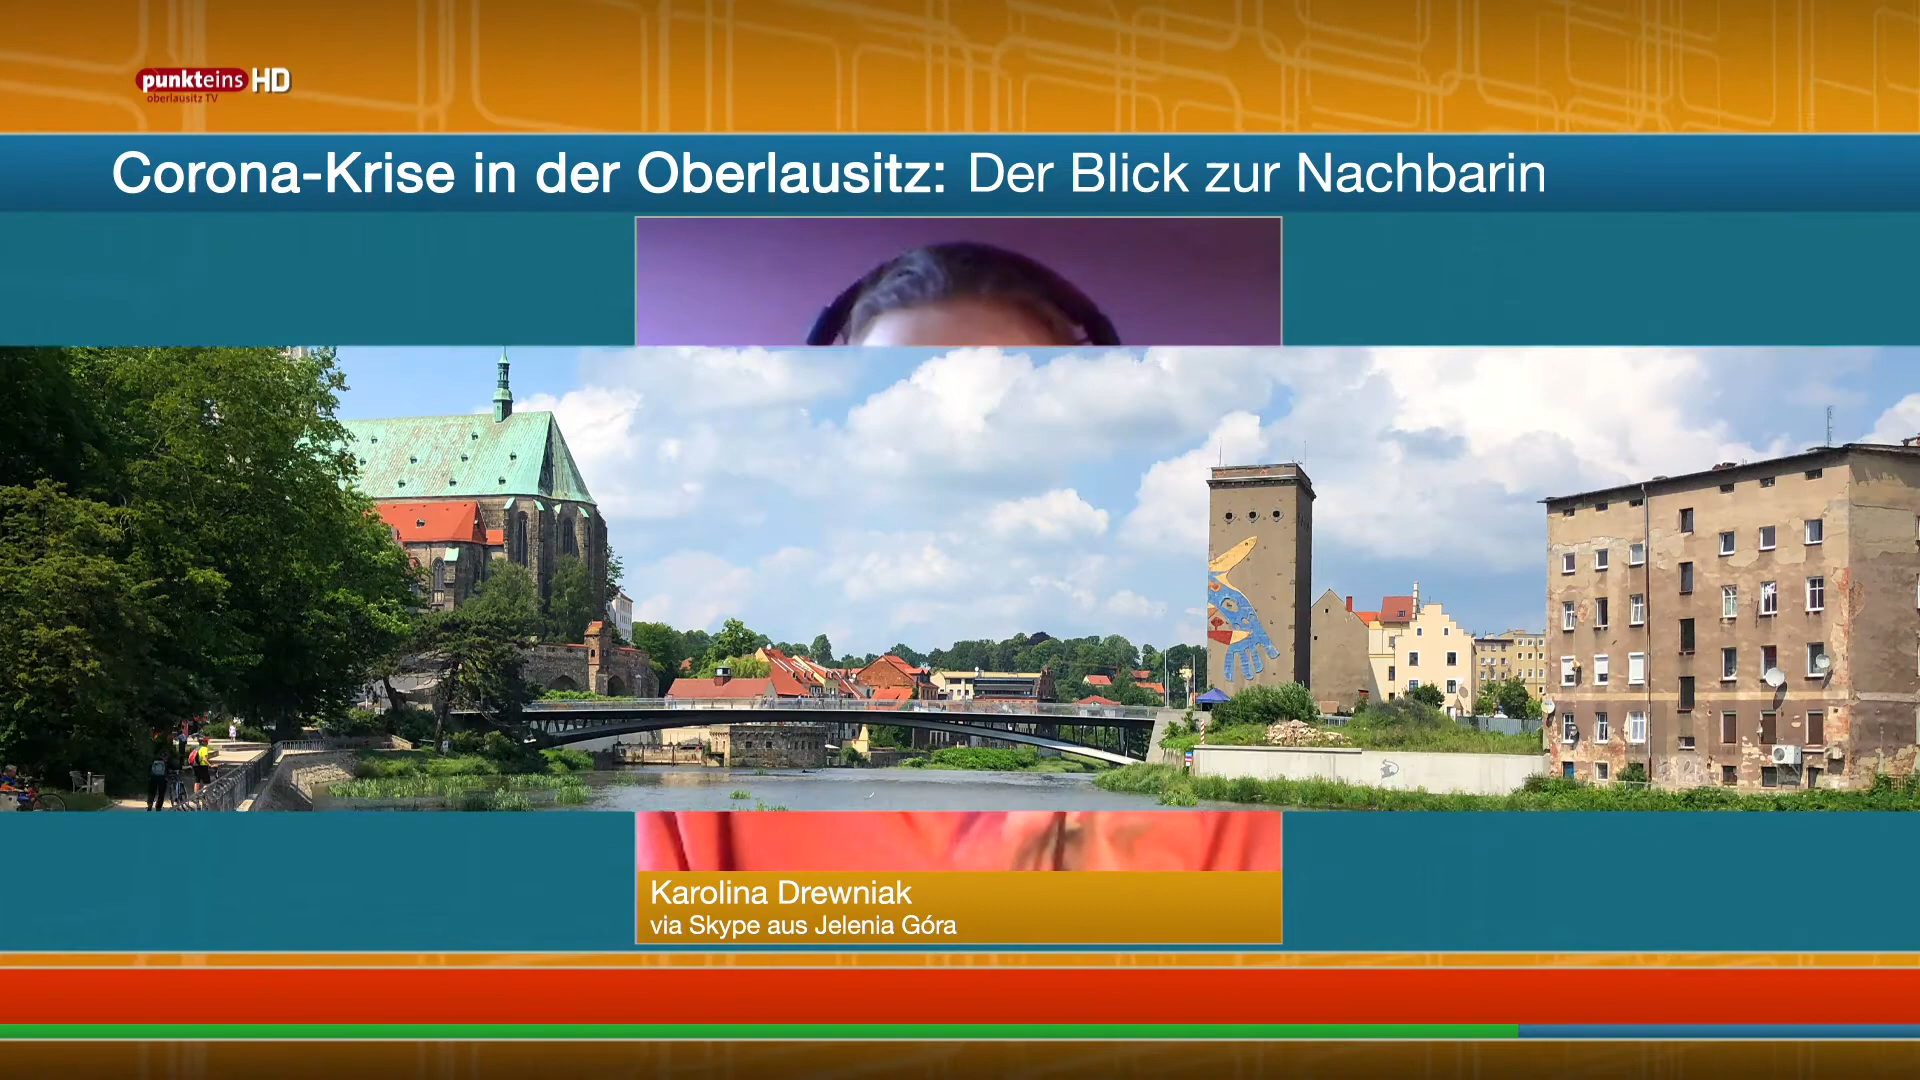 punkteins HD
oberlausitz TV
Corona-Krise in der Oberlausitz: Der Blick zur Nachbarin
Karolina Drewniak
via Skype aus Jelenia Góra